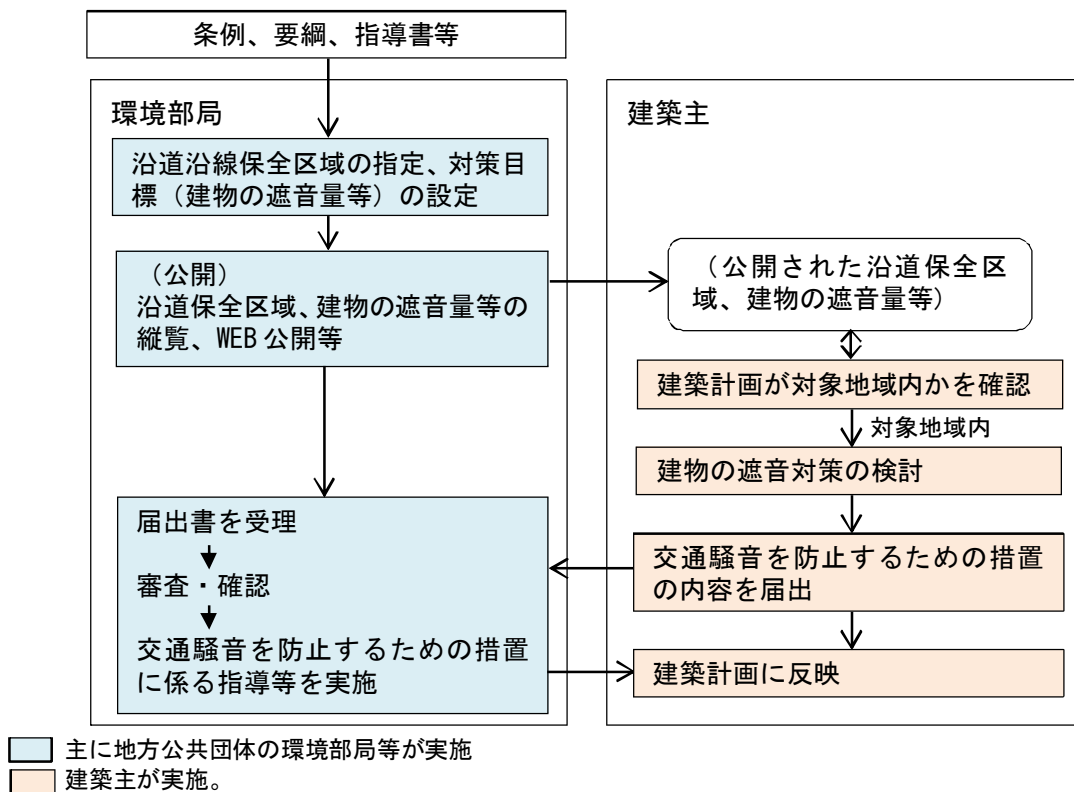 条例、要綱、指導書等
環境部局
沿道沿線保全区域の指定、対策目
標（建物の遮音量等）の設定
（公開）
沿道保全区域、建物の遮音量等の
縦覧、WEB公開等
届出書を受理
審査・確認
交通騒音を防止するための措置
に係る指導等を実施
建築主
（公開された沿道保全区
域、建物の遮音量等）
建築計画が対象地域内かを確認
対象地域内
建物の遮音対策の検討
交通騒音を防止するための措置
の内容を届出
建築計画に反映
主に地方公共団体の環境部局等が実施
建築主が実施。